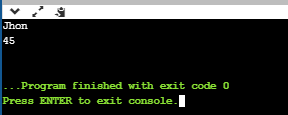 Jhon
45
...Program finished with exit code 0
Press ENTER to exit console.